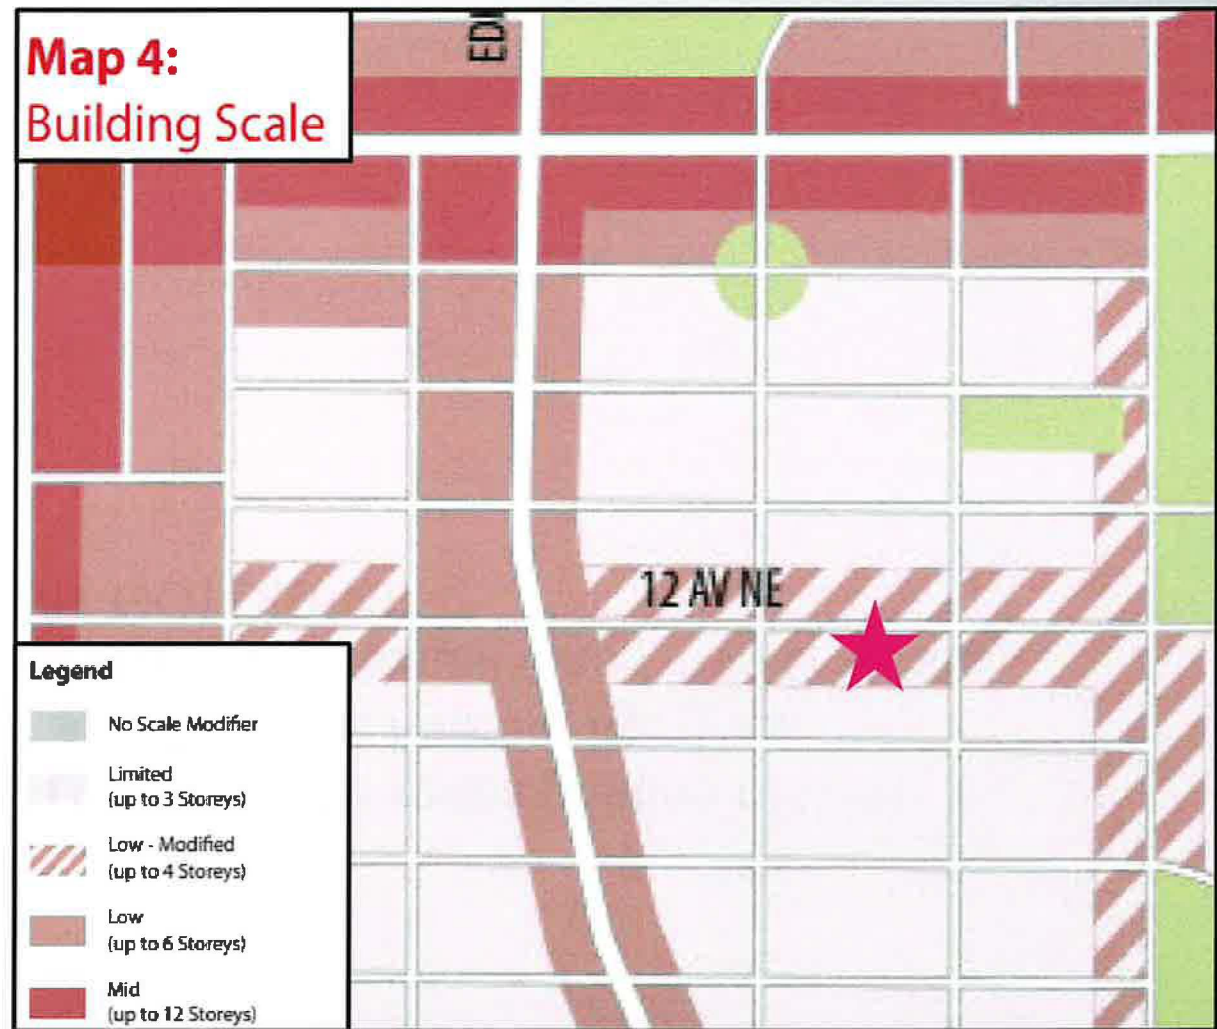 Map 4:
Building Scale
EDM
12 AV NE
Legend
No Scale Modifier
Limited
(up to 3 Storeys)
Low - Modified
(up to 4 Storeys)
Low
(up to 6 Storeys)
Mid
(up to 12 Storeys)